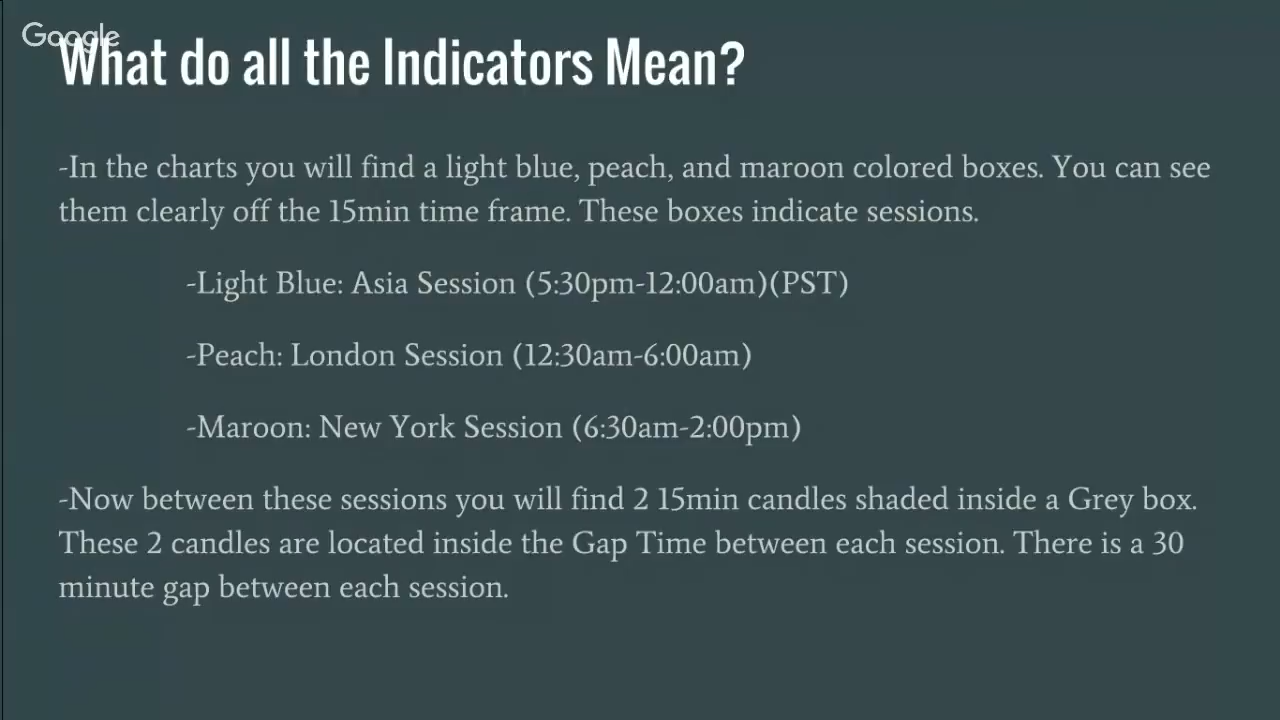 Google
What do all the Indicators Mean?
-In the charts you will find a light blue, peach, and maroon colored boxes. You can see
them clearly off the 15min time frame. These boxes indicate sessions.
-Light Blue: Asia Session (5:30pm-12:00am)(PST)
-Peach: London Session (12:30am-6:00am)
-Maroon: New York Session (6:30am-2:00pm)
-Now between these sessions you will find 2 15min candles shaded inside a Grey box.
These 2 candles are located inside the Gap Time between each session. There is a 30
minute gap between each session.